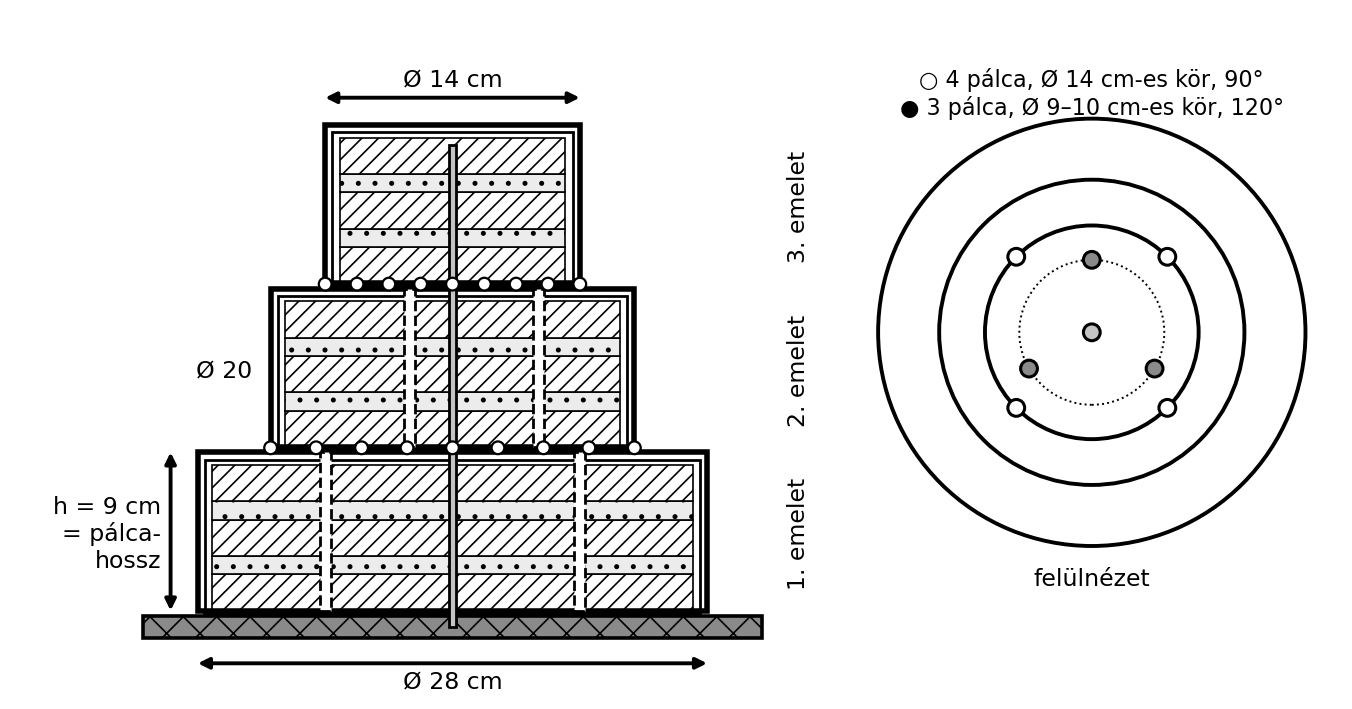 Ø 14 cm
○ 4 pálca, Ø 14 cm-es kör, 90°
● 3 pálca, Ø 9–10 cm-es kör, 120°
3. emelet
Ø 20
2. emelet
h = 9 cm
= pálca-
hossz
1. emelet
felülnézet
Ø 28 cm